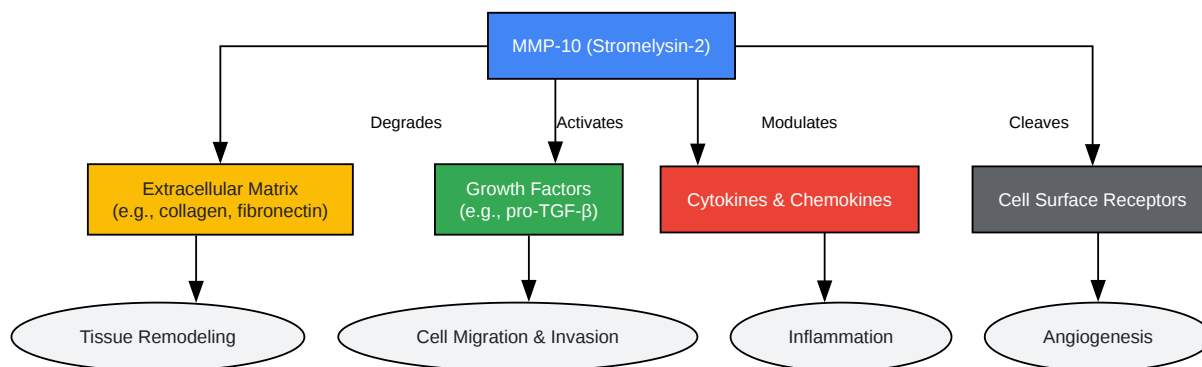 MMP-10 (Stromelysin-2)
Degrades
Activates
Modulates
Cleaves
Extracellular Matrix
(e.g., collagen, fibronectin)
Growth Factors
(e.g., pro-TGF-β)
Cytokines & Chemokines
Cell Surface Receptors
Tissue Remodeling
Cell Migration & Invasion
Inflammation
Angiogenesis